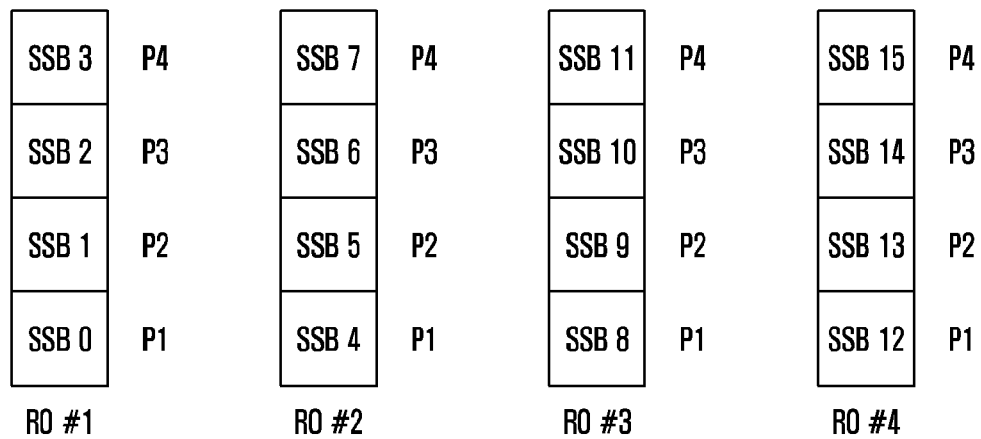 SSB 3 P4 SSB 7 P4 SSB 11 P4 SSB 15 P4
SSB 2 P3 SSB 6 P3 SSB 10 P3 SSB 14 P3
SSB 1 P2 SSB 5 P2 SSB 9 P2 SSB 13 P2
SSB 0 P1 SSB 4 P1 SSB 8 P1 SSB 12 P1
RO #1 RO #2 RO #3 RO #4